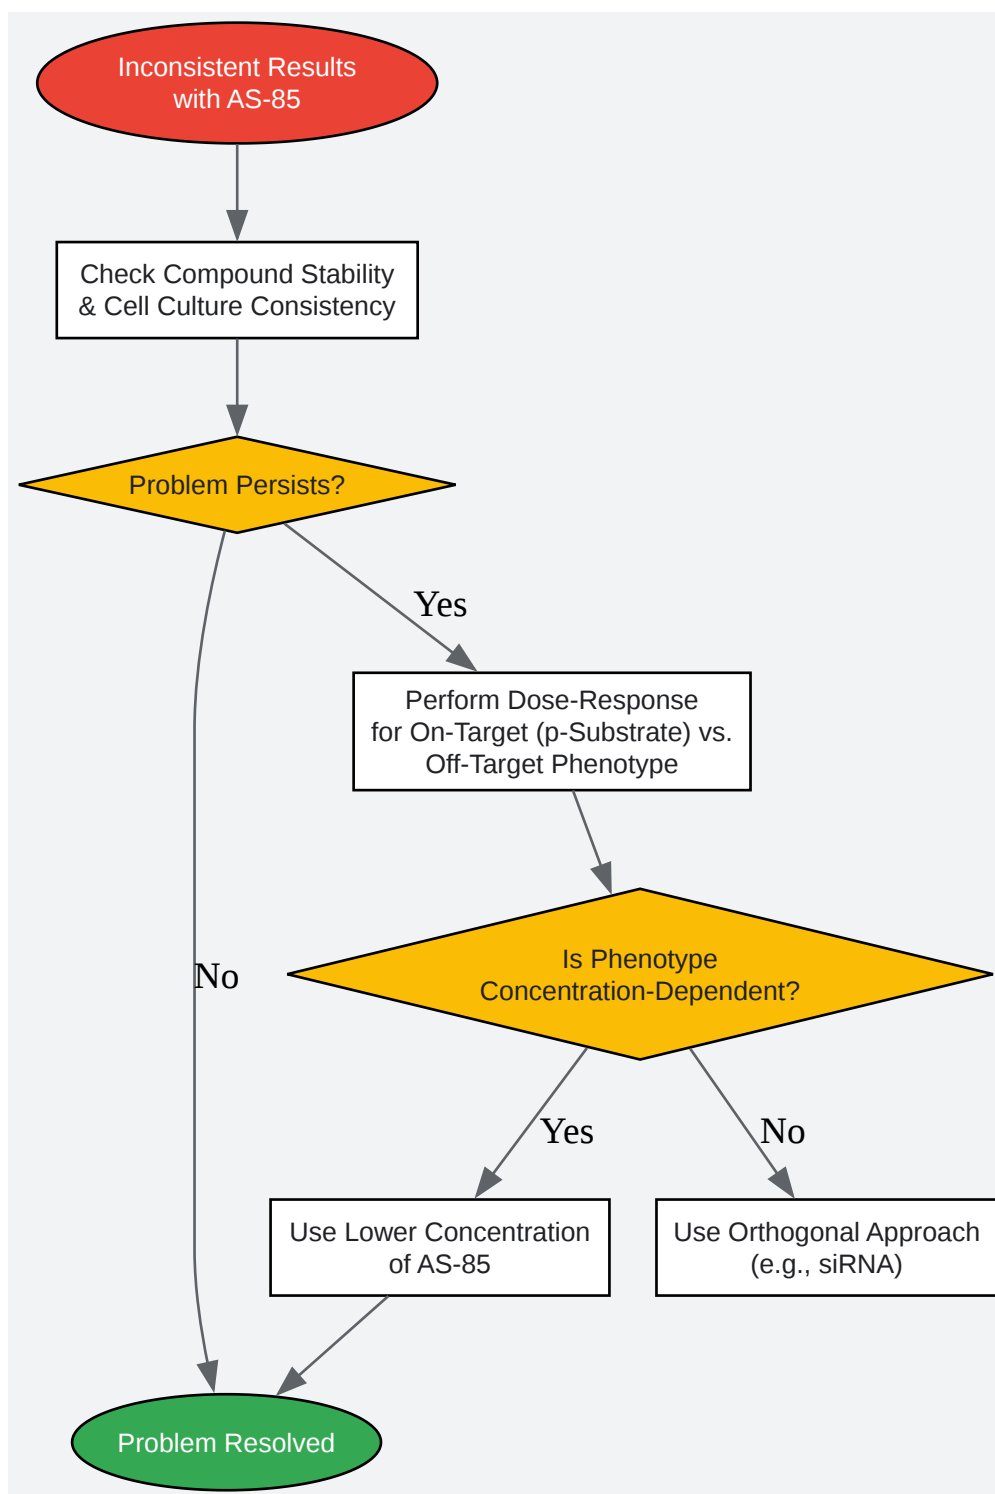 Inconsistent Results
with AS-85
Check Compound Stability
& Cell Culture Consistency
Problem Persists?
Yes
Perform Dose-Response
for On-Target (p-Substrate) vs.
Off-Target Phenotype
Is Phenotype
Concentration-Dependent?
No
Yes
No
Use Lower Concentration
of AS-85
Use Orthogonal Approach
(e.g., siRNA)
Problem Resolved